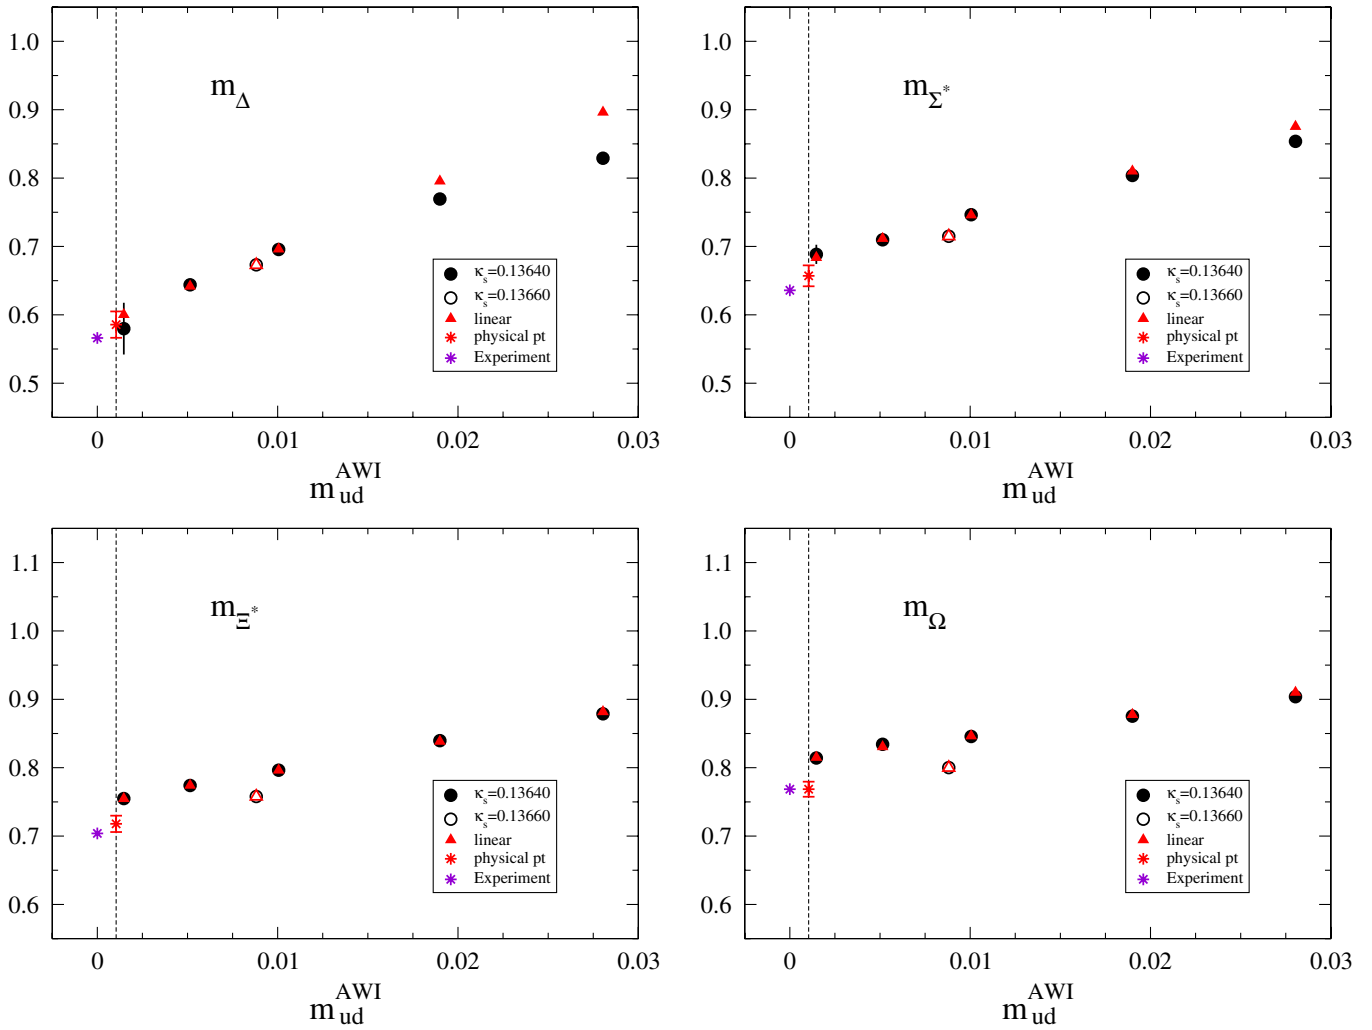 1.0
0.9
0.8
0.7
0.6
0.5
m_Δ
κ_s=0.13640
κ_s=0.13660
linear
physical pt
Experiment
0 0.01 0.02 0.03
m_ud^AWI
1.0
0.9
0.8
0.7
0.6
0.5
m_Σ*
κ_s=0.13640
κ_s=0.13660
linear
physical pt
Experiment
0 0.01 0.02 0.03
m_ud^AWI
1.1
1.0
0.9
0.8
0.7
0.6
m_Ξ*
κ_s=0.13640
κ_s=0.13660
linear
physical pt
Experiment
0 0.01 0.02 0.03
m_ud^AWI
1.1
1.0
0.9
0.8
0.7
0.6
m_Ω
κ_s=0.13640
κ_s=0.13660
linear
physical pt
Experiment
0 0.01 0.02 0.03
m_ud^AWI